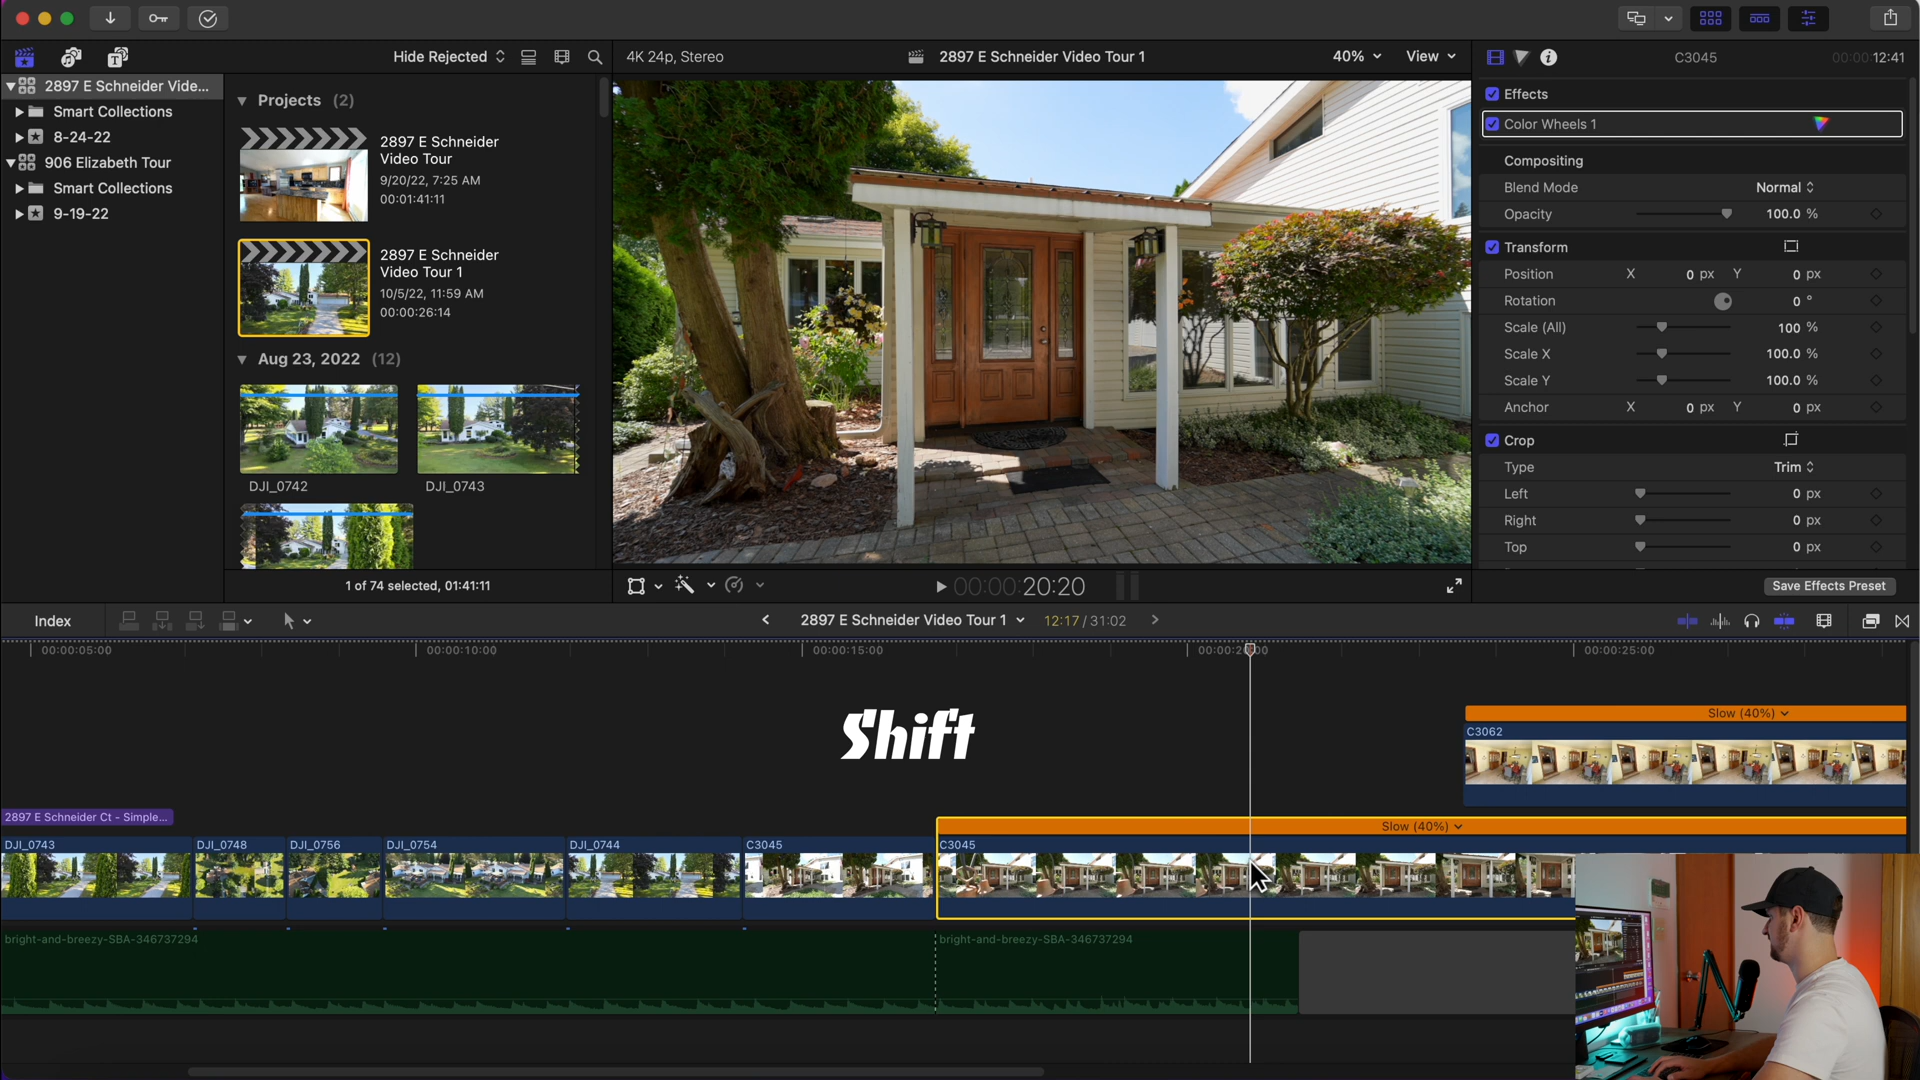 Hide Rejected
4K 24p, Stereo
2897 E Schneider Video Tour 1
40%
View
C3045
00:00:12:41
2897 E Schneider Vide...
Smart Collections
8-24-22
906 Elizabeth Tour
Smart Collections
9-19-22
Projects (2)
2897 E Schneider
Video Tour
9/20/22, 7:25 AM
00:01:41:11
2897 E Schneider
Video Tour 1
10/5/22, 11:59 AM
00:00:26:14
Aug 23, 2022 (12)
DJI_0742
DJI_0743
1 of 74 selected, 01:41:11
00:00:20:20
Effects
Color Wheels 1
Compositing
Blend Mode Normal
Opacity 100.0 %
Transform
Position X 0 px Y 0 px
Rotation 0 °
Scale (All) 100 %
Scale X 100.0 %
Scale Y 100.0 %
Anchor X 0 px Y 0 px
Crop
Type Trim
Left 0 px
Right 0 px
Top 0 px
Save Effects Preset
Index
2897 E Schneider Video Tour 1
12:17 / 31:02
00:00:05:00
00:00:10:00
00:00:15:00
00:00:25:00
Shift
Slow (40%)
C3062
2897 E Schneider Ct - Simple...
Slow (40%)
DJI_0743
DJI_0748
DJI_0756
DJI_0754
DJI_0744
C3045
C3045
bright-and-breezy-SBA-346737294
bright-and-breezy-SBA-346737294